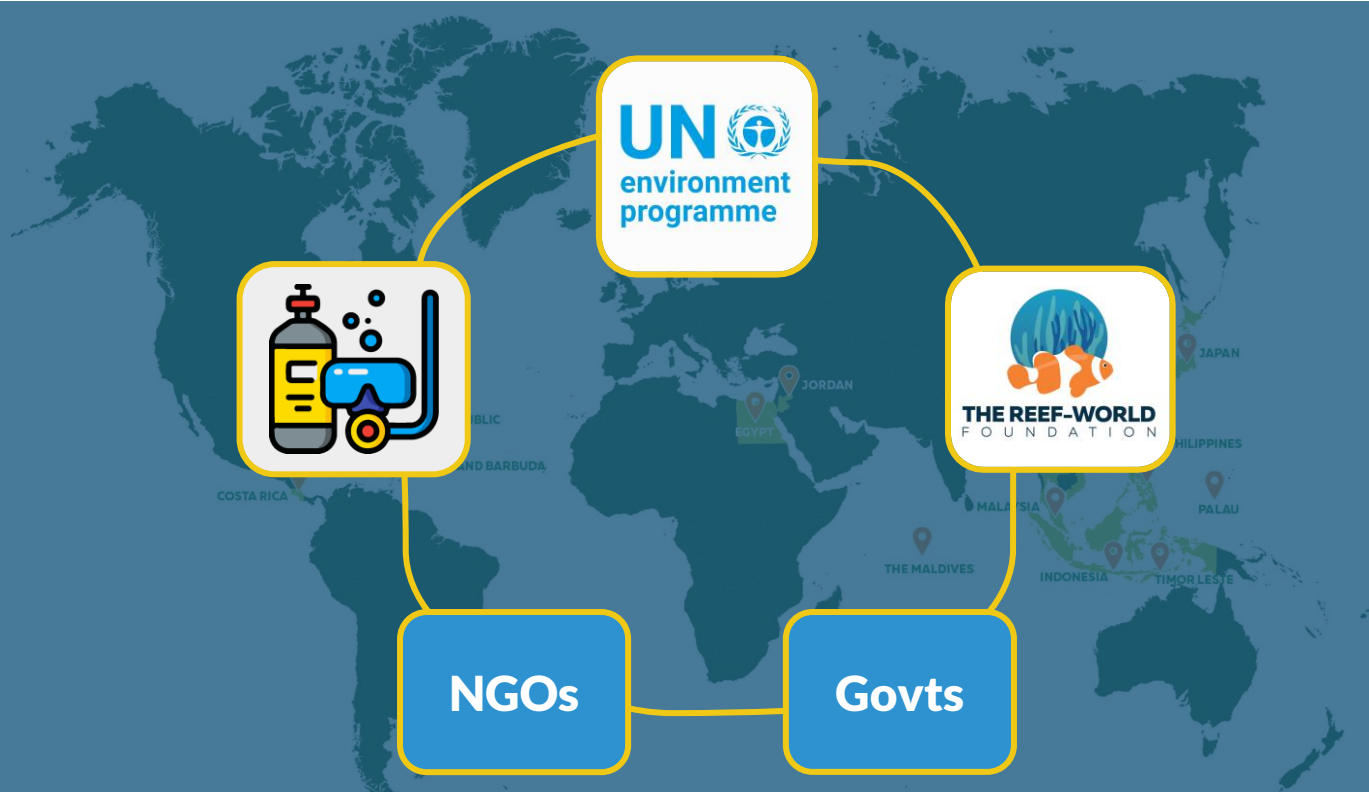 UN
environment
programme
THE REEF-WORLD
FOUNDATION
JAPAN
JORDAN
EGYPT
AND BARBUDA
COSTA RICA
MALAYSIA
PALAU
THE MALDIVES
INDONESIA
TIMOR LESTE
NGOs
Govts